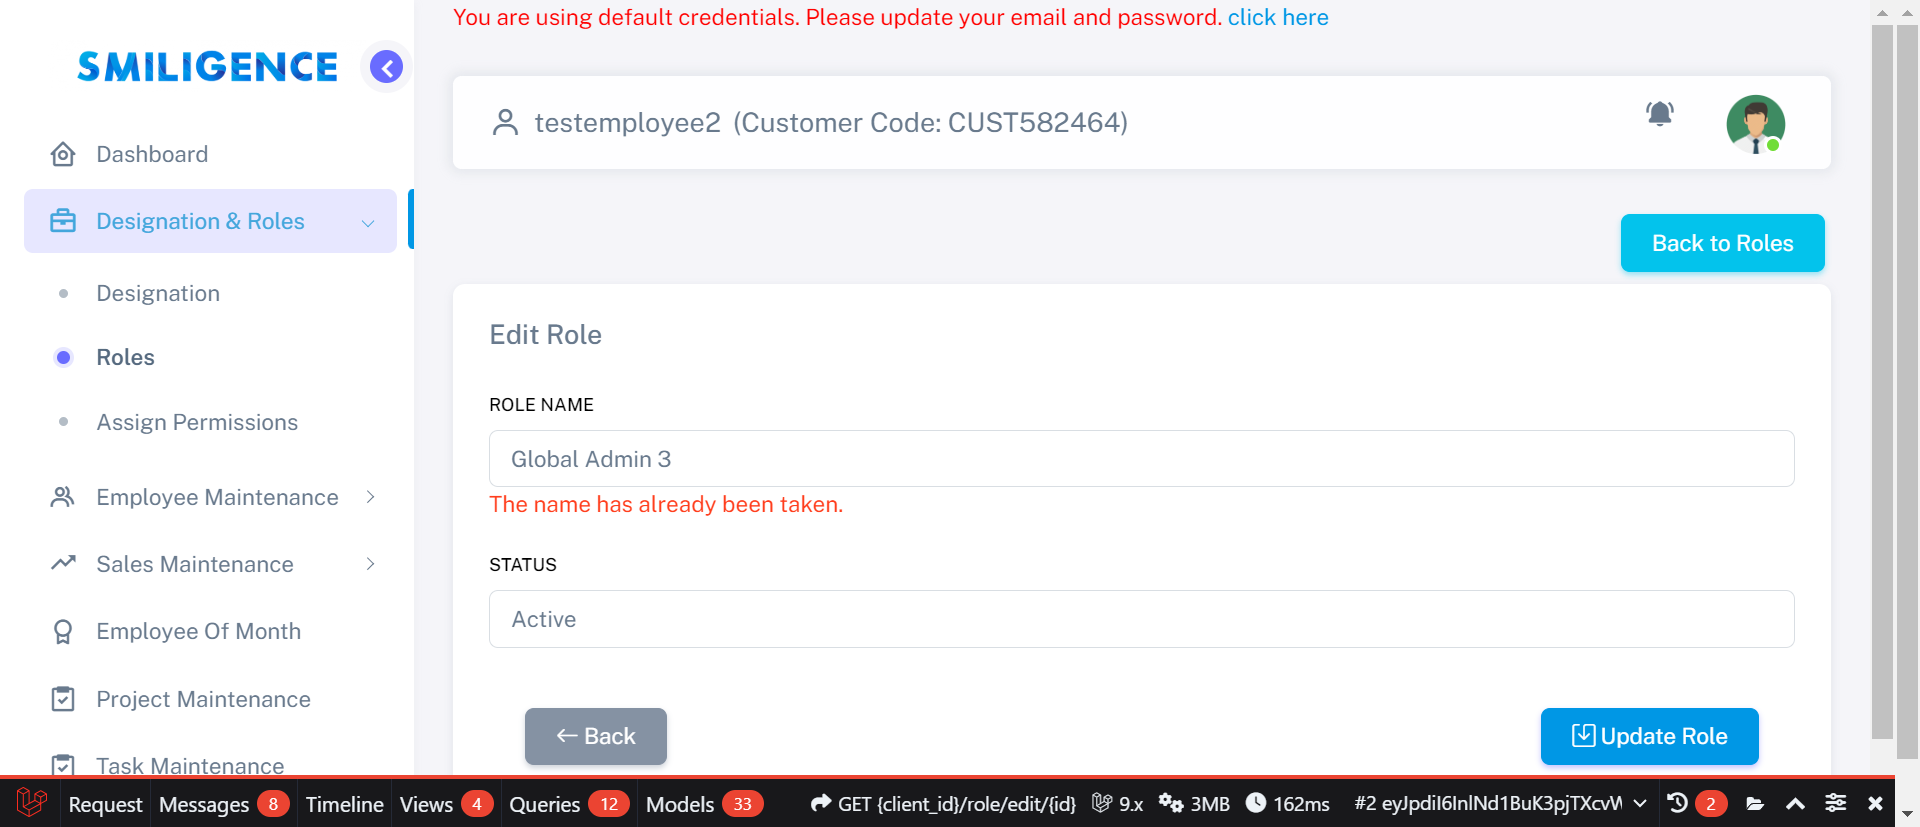 You are using default credentials. Please update your email and password. click here
SMILIGENCE
testemployee2 (Customer Code: CUST582464)
Dashboard
Designation & Roles
Designation
Roles
Assign Permissions
Employee Maintenance
Sales Maintenance
Employee Of Month
Project Maintenance
Task Maintenance
Back to Roles
Edit Role
ROLE NAME
Global Admin 3
The name has already been taken.
STATUS
Active
Back
Update Role
Request Messages 8 Timeline Views 4 Queries 12 Models 33 GET {client_id}/role/edit/{id} 9.x 3MB 162ms #2 2